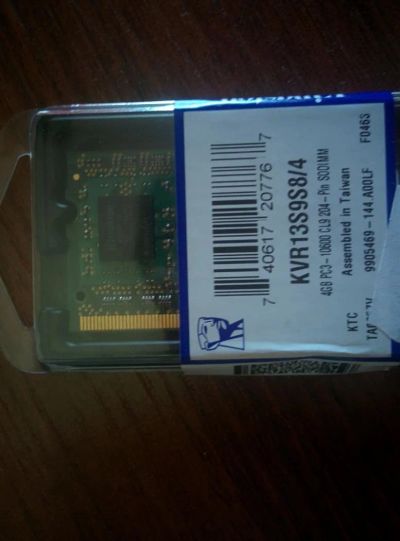 Kingston
7 40617 20776 7
KVR13S9S8/4
4GB PC3-10600 CL9 204-Pin SODIMM
Assembled in Taiwan
9905469-144.A00LF F046S
KTC